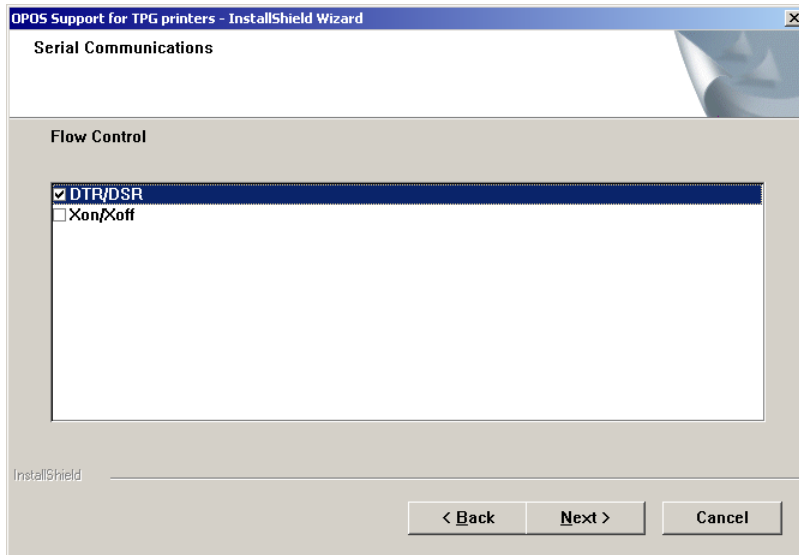 OPOS Support for TPG printers - InstallShield Wizard
Serial Communications
Flow Control
DTR/DSR
Xon/Xoff
InstallShield
< Back Next > Cancel